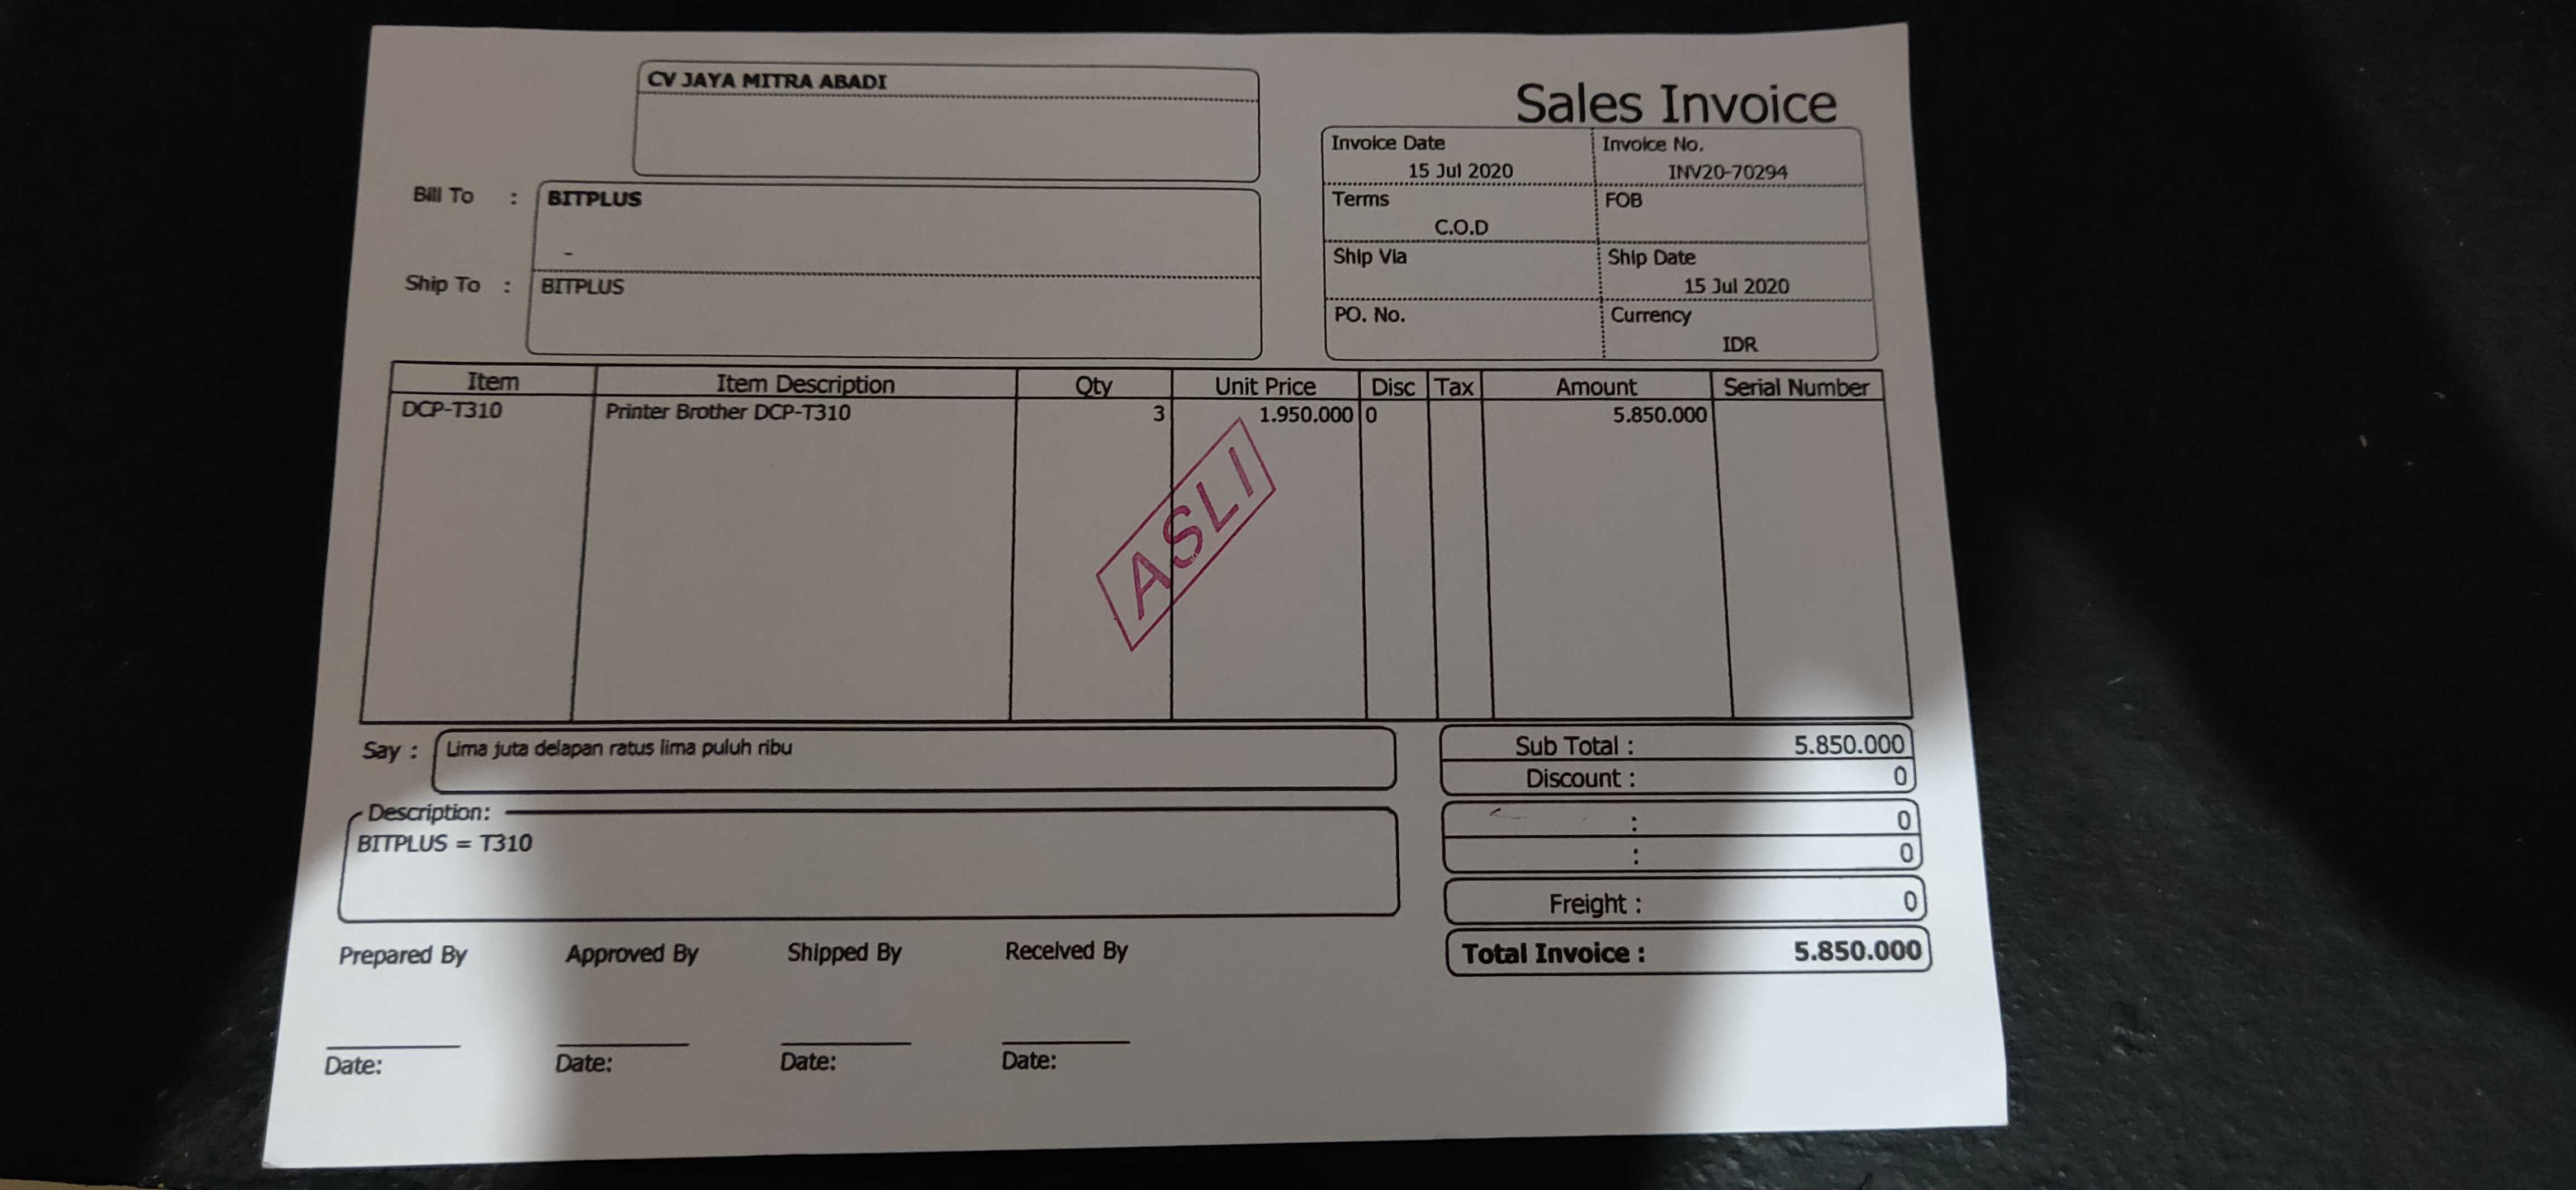 CV JAYA MITRA ABADI
Sales Invoice
Invoice Date
15 Jul 2020
Invoice No.
INV20-70294
Terms
C.O.D
FOB
Ship Via
Ship Date
15 Jul 2020
PO. No.
Currency
IDR
Bill To : BITPLUS
-
Ship To : BITPLUS
Item Item Description Qty Unit Price Disc Tax Amount Serial Number
DCP-T310 Printer Brother DCP-T310 3 1.950.000 0 5.850.000
ASLI
Say : Lima juta delapan ratus lima puluh ribu
Description:
BITPLUS = T310
Sub Total : 5.850.000
Discount : 0
: 0
: 0
Freight : 0
Total Invoice : 5.850.000
Prepared By Approved By Shipped By Received By
Date: Date: Date: Date: